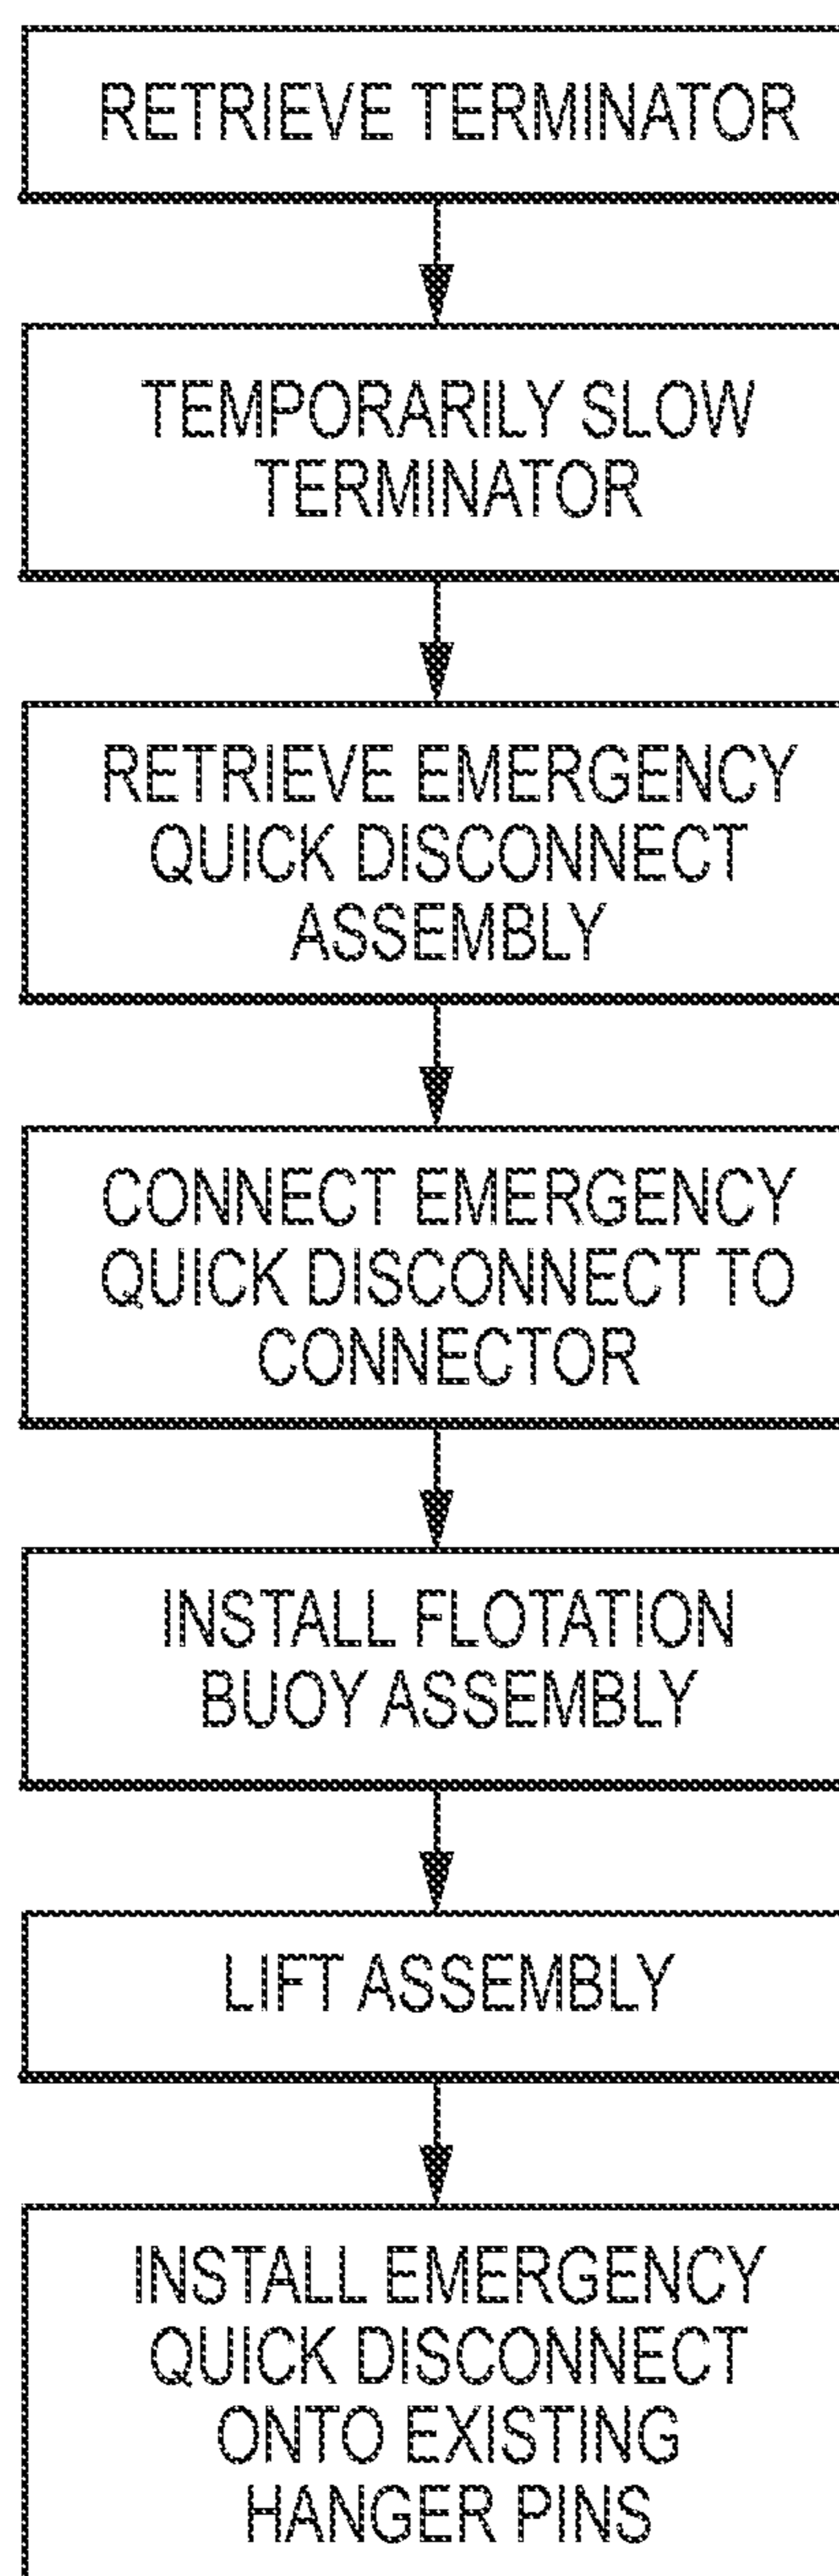 RETRIEVE TERMINATOR
TEMPORARILY SLOW
TERMINATOR
RETRIEVE EMERGENCY
QUICK DISCONNECT
ASSEMBLY
CONNECT EMERGENCY
QUICK DISCONNECT TO
CONNECTOR
INSTALL FLOTATION
BUOY ASSEMBLY
LIFT ASSEMBLY
INSTALL EMERGENCY
QUICK DISCONNECT
ONTO EXISTING
HANGER PINS